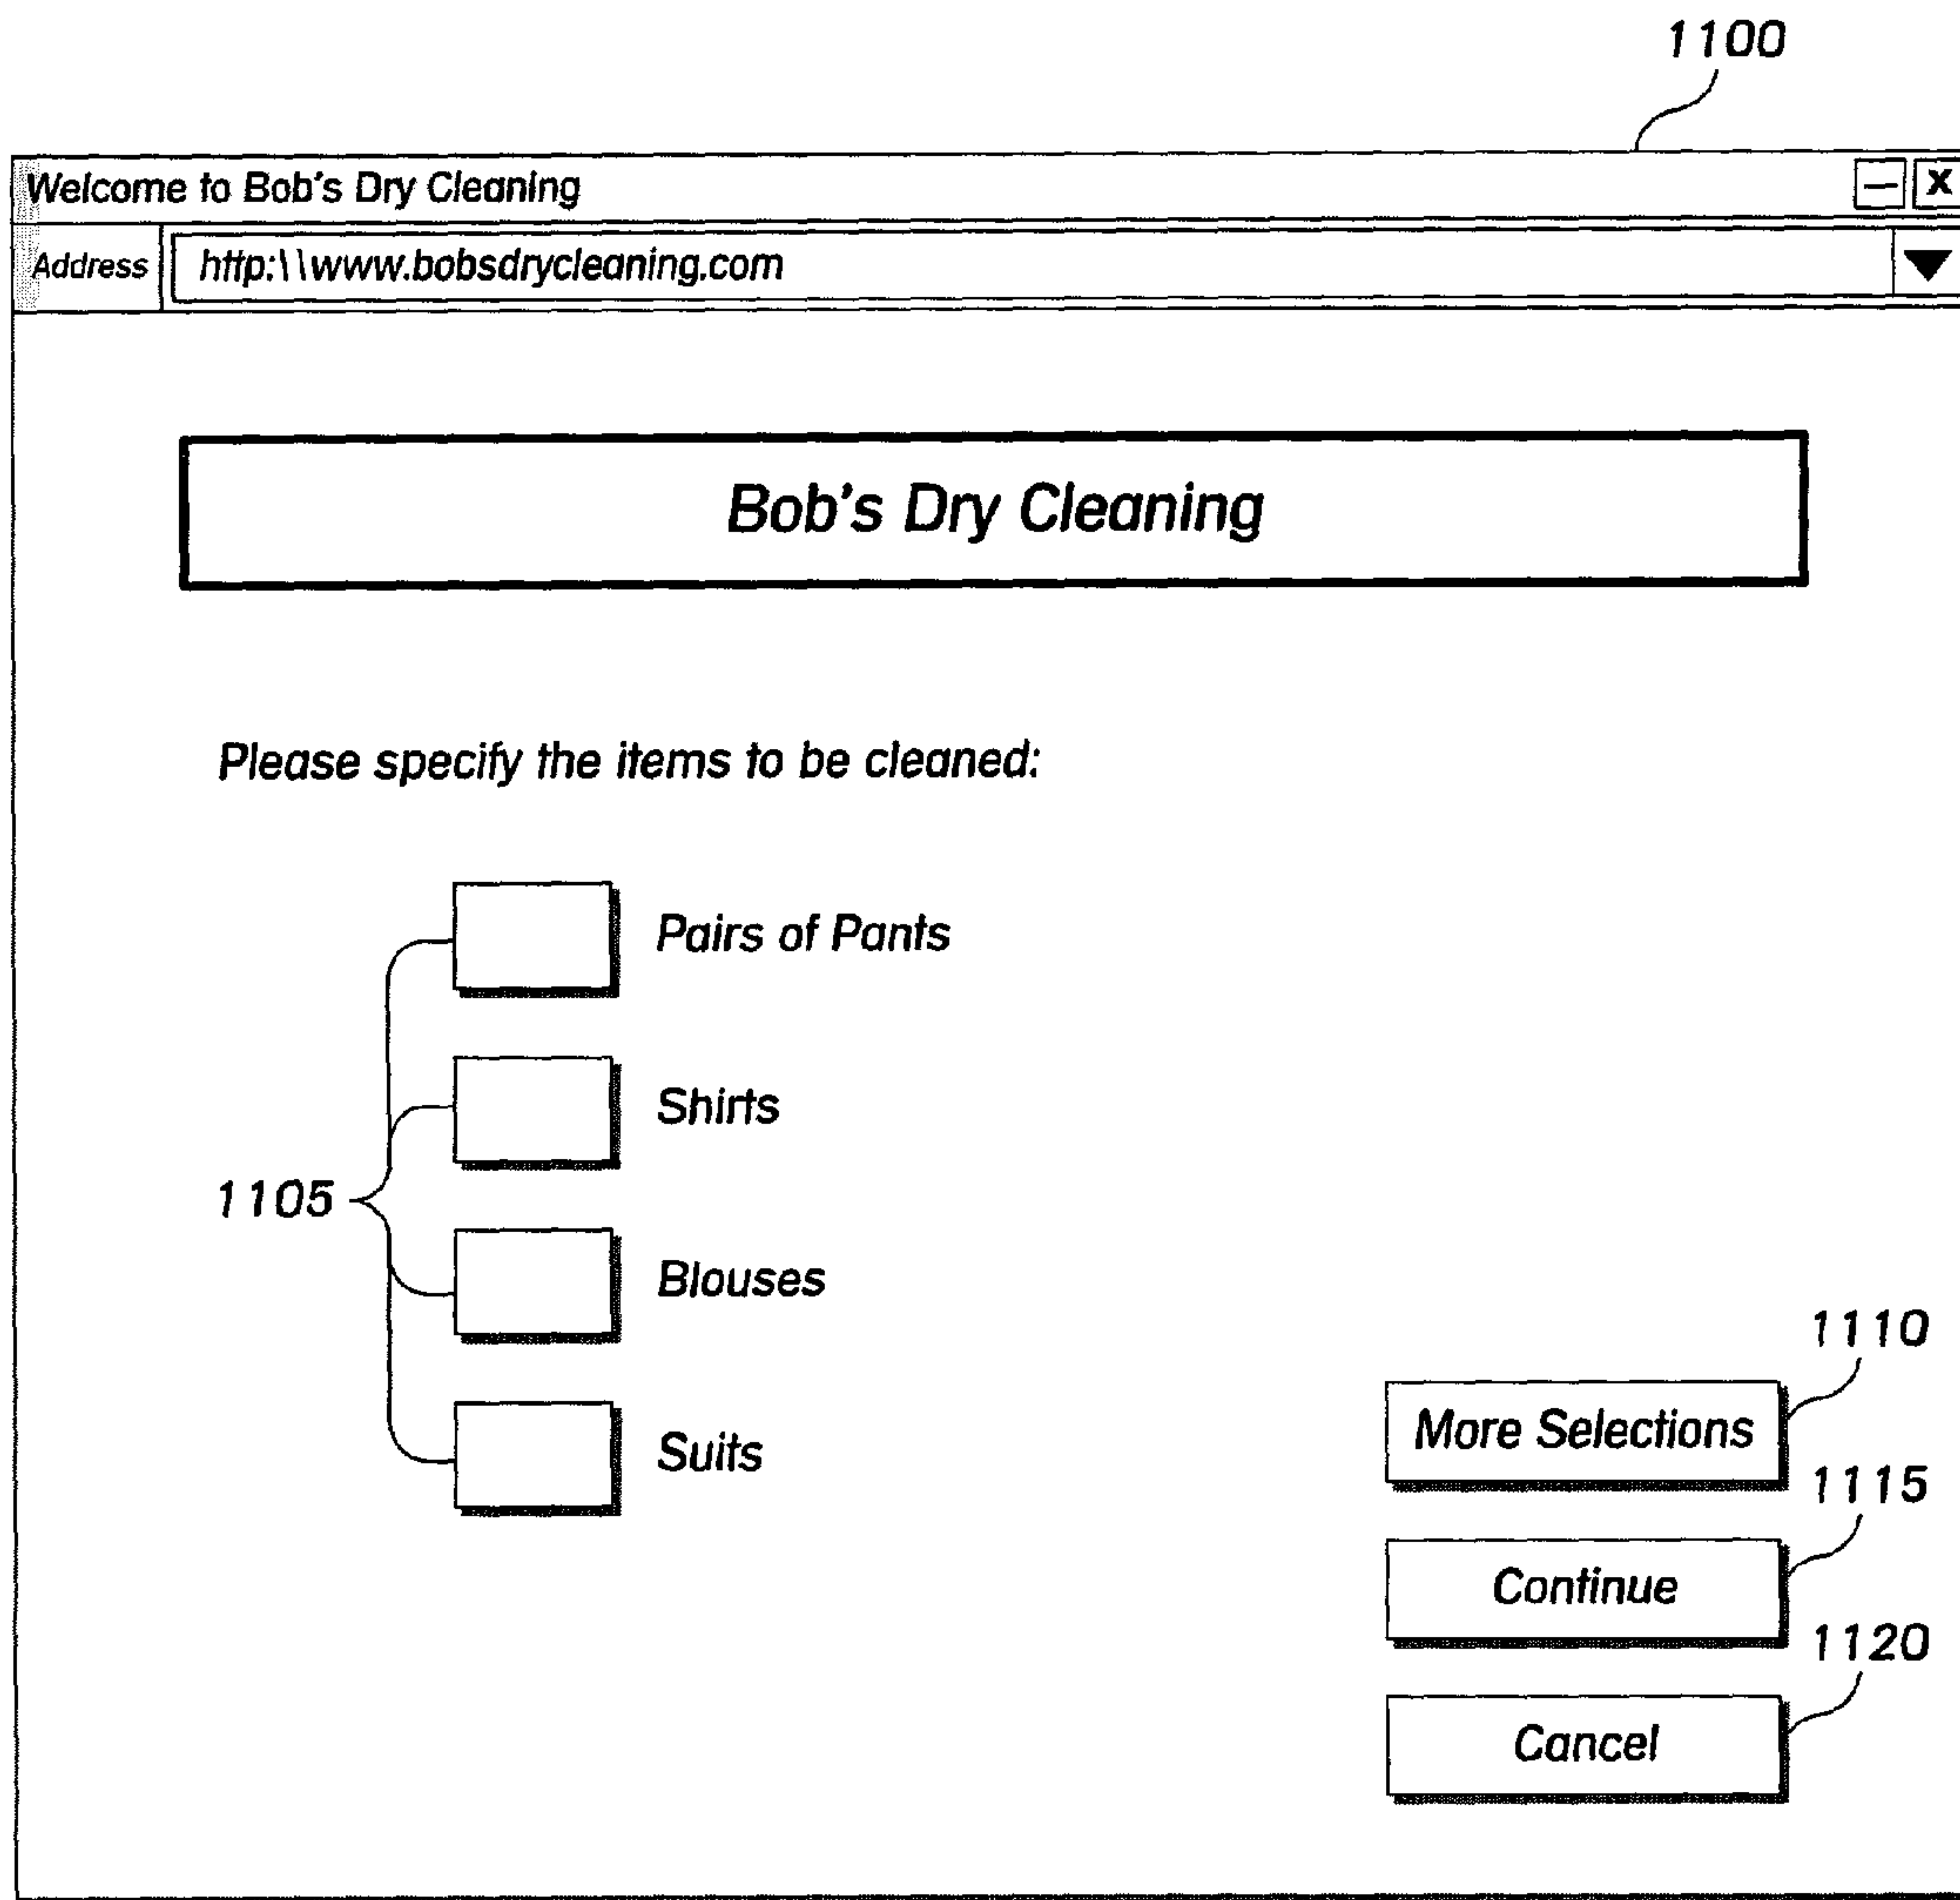 1100
Welcome to Bob's Dry Cleaning
— X
Address http:\\www.bobsdrycleaning.com
Bob's Dry Cleaning
Please specify the items to be cleaned:
Pairs of Pants
Shirts
1105
Blouses
Suits
1110
More Selections
1115
Continue
1120
Cancel